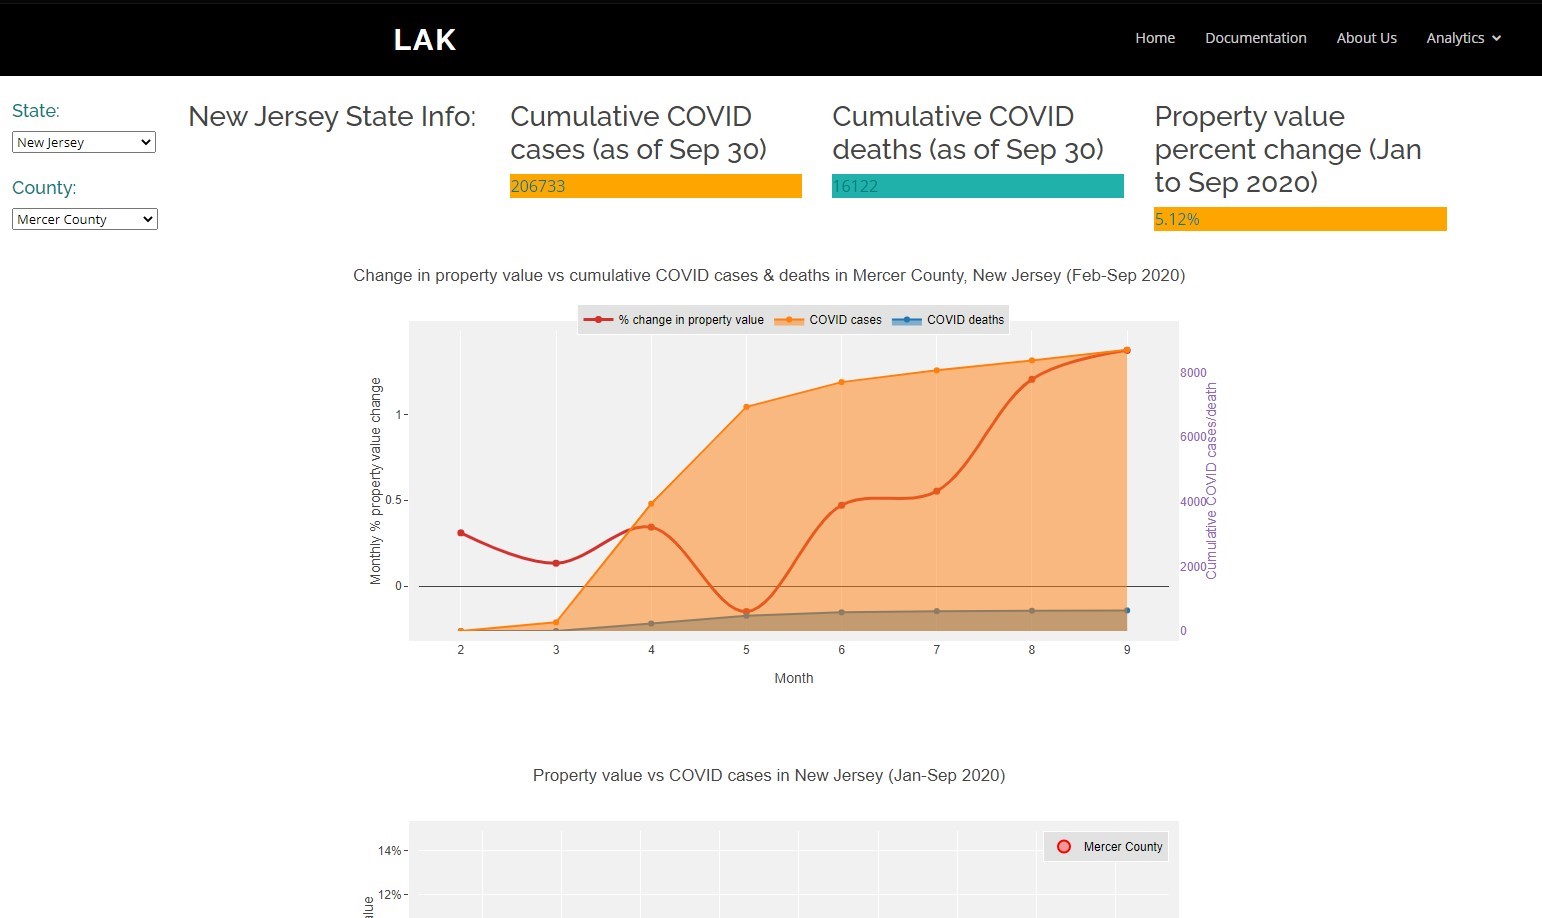 LAK
Home
Documentation
About Us
Analytics
State:
New Jersey
County:
Mercer County
New Jersey State Info:
Cumulative COVID
cases (as of Sep 30)
206733
Cumulative COVID
deaths (as of Sep 30)
16122
Property value
percent change (Jan
to Sep 2020)
5.12%
Change in property value vs cumulative COVID cases & deaths in Mercer County, New Jersey (Feb-Sep 2020)
% change in property value
COVID cases
COVID deaths
Monthly % property value change
1
0.5
0
8000
6000
4000
2000
0
Cumulative COVID cases/death
2
3
4
5
6
7
8
9
Month
Property value vs COVID cases in New Jersey (Jan-Sep 2020)
Mercer County
14%
12%